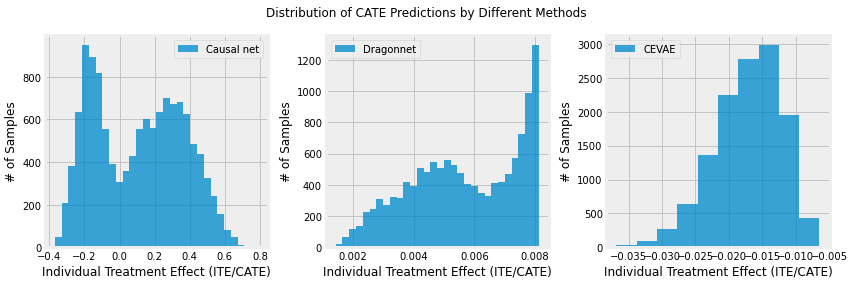 Distribution of CATE Predictions by Different Methods
Causal net
# of Samples
800
600
400
200
0
−0.4 −0.2 0.0 0.2 0.4 0.6 0.8
Individual Treatment Effect (ITE/CATE)
Dragonnet
# of Samples
1200
1000
800
600
400
200
0
0.002 0.004 0.006 0.008
Individual Treatment Effect (ITE/CATE)
CEVAE
# of Samples
3000
2500
2000
1500
1000
500
0
−0.035 −0.030 −0.025 −0.020 −0.015 −0.010 −0.005
Individual Treatment Effect (ITE/CATE)